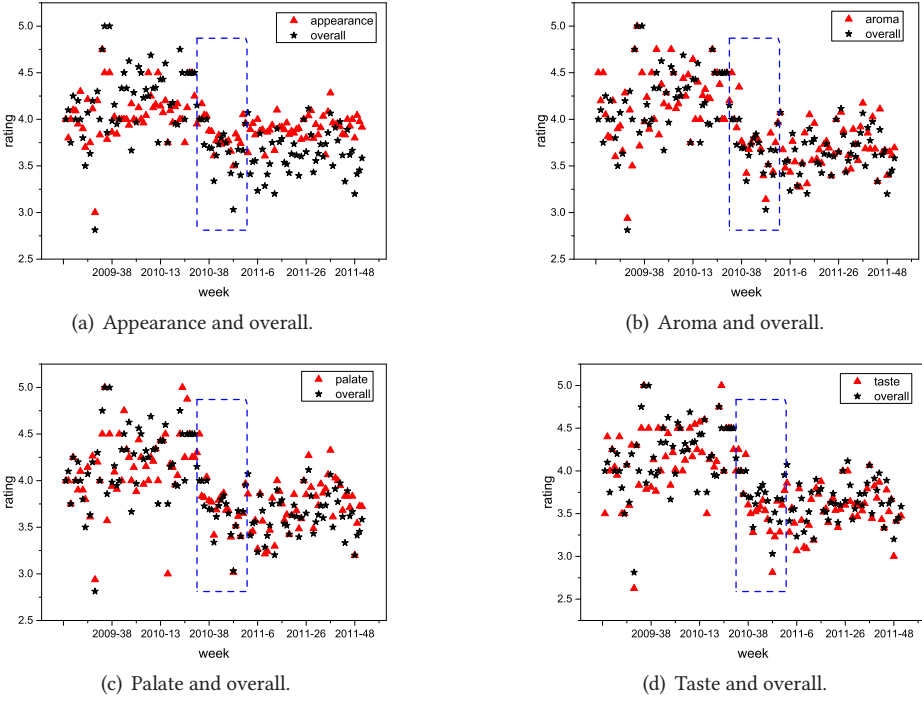 appearance
overall
5.0
4.5
4.0
3.5
3.0
2.5
rating
2009-38 2010-13 2010-38 2011-6 2011-26 2011-48
week
(a) Appearance and overall.
aroma
overall
5.0
4.5
4.0
3.5
3.0
2.5
rating
2009-38 2010-13 2010-38 2011-6 2011-26 2011-48
week
(b) Aroma and overall.
palate
overall
5.0
4.5
4.0
3.5
3.0
2.5
rating
2009-38 2010-13 2010-38 2011-6 2011-26 2011-48
week
(c) Palate and overall.
taste
overall
5.0
4.5
4.0
3.5
3.0
2.5
rating
2009-38 2010-13 2010-38 2011-6 2011-26 2011-48
week
(d) Taste and overall.